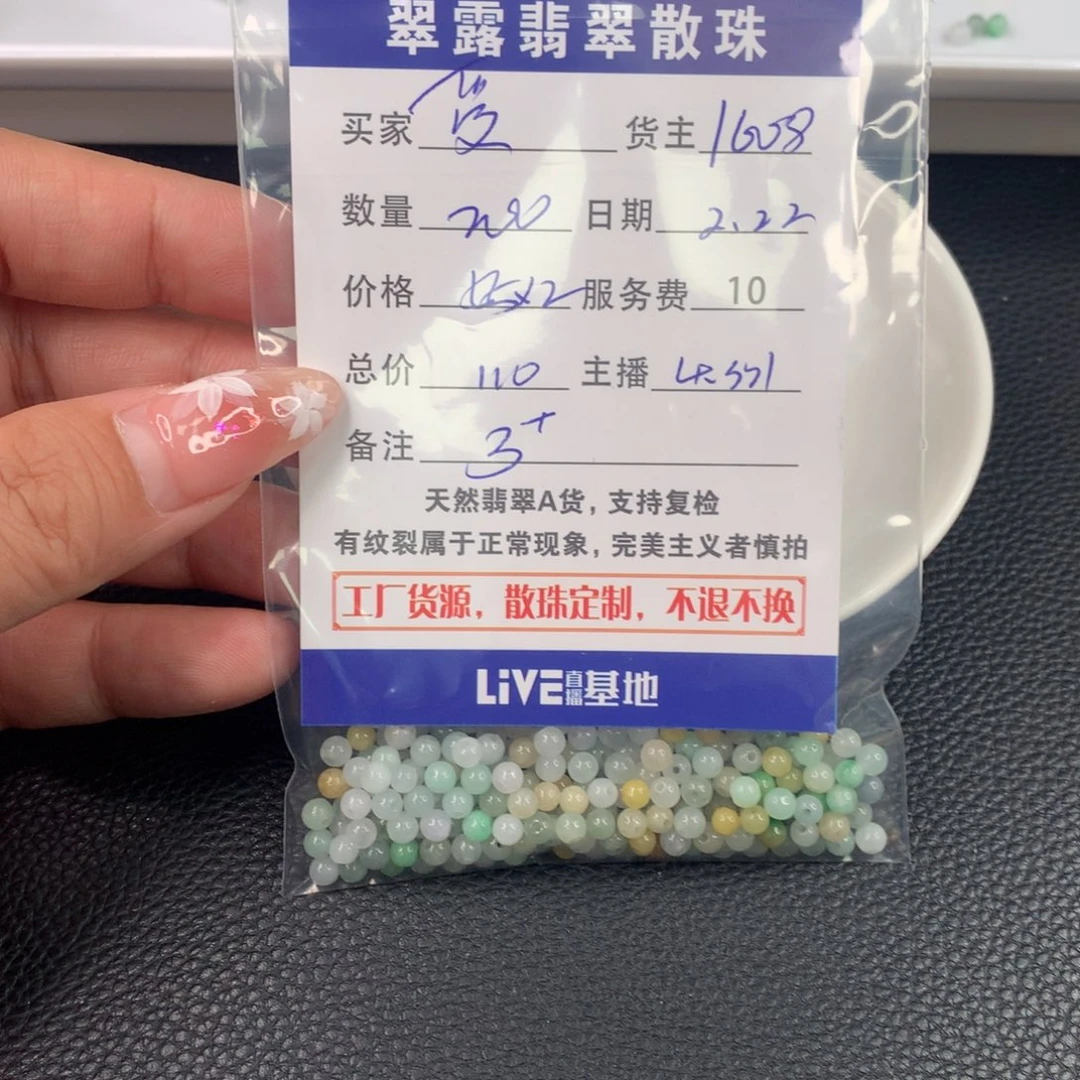 翠露翡翠散珠
买家 货主 1608
数量 200 日期 2.22
价格 服务费 10
总价 110 主播
备注 3+
天然翡翠A货，支持复检
有纹裂属于正常现象，完美主义者慎拍
工厂货源，散珠定制，不退不换
LiVE直播基地